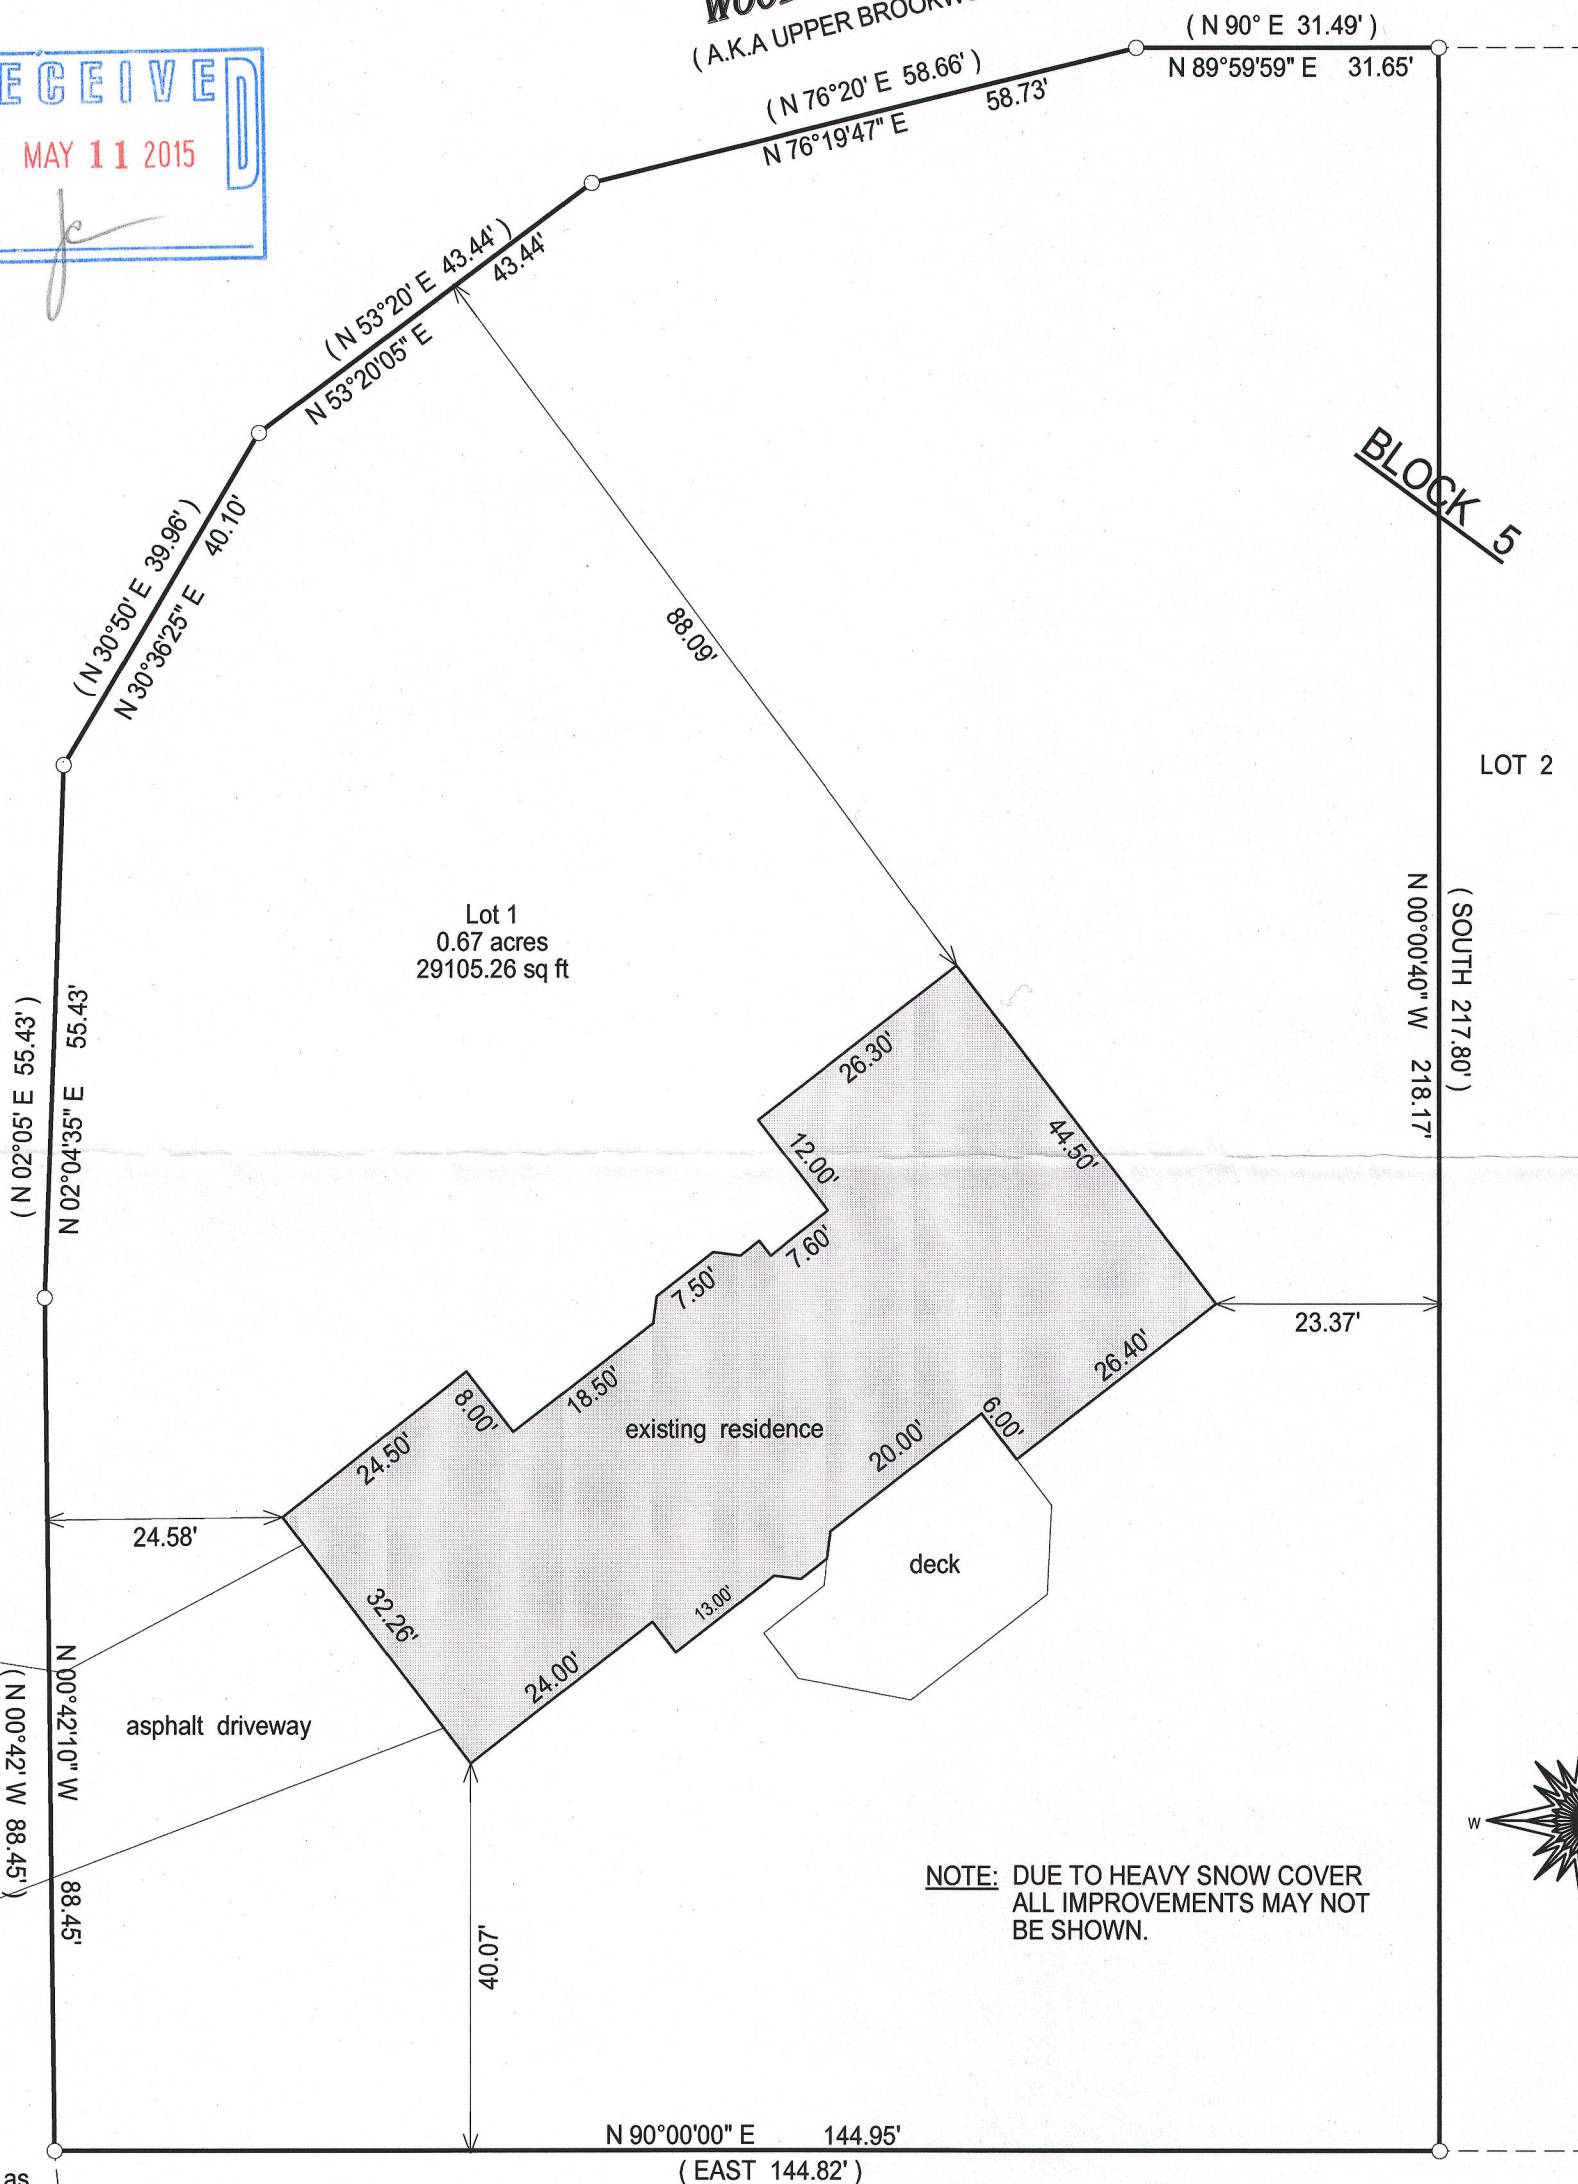 ( A.K.A UPPER
( N 90° E 31.49' )
N 89°59'59" E 31.65'
RECEIVED
MAY 11 2015
jc
( N 76°20' E 58.66' )
N 76°19'47" E 58.73'
( N 53°20' E 43.44' )
N 53°20'05" E 43.44'
BLOCK 5
( N 30°50' E 39.96' )
N 30°36'25" E 40.10'
88.09'
LOT 2
Lot 1
0.67 acres
29105.26 sq ft
( SOUTH 217.80' )
N 00°00'40" W 218.17'
( N 02°05' E 55.43' )
N 02°04'35" E 55.43'
26.30'
12.00'
44.50'
7.60'
7.50'
23.37'
26.40'
18.50'
8.00'
6.00'
existing residence
20.00'
24.50'
24.58'
deck
32.26'
13.00'
24.00'
N 00°42'10" W 88.45'
( N 00°42' W 88.45' )
asphalt driveway
W
NOTE: DUE TO HEAVY SNOW COVER
ALL IMPROVEMENTS MAY NOT
BE SHOWN.
40.07'
N 90°00'00" E 144.95'
( EAST 144.82' )
as